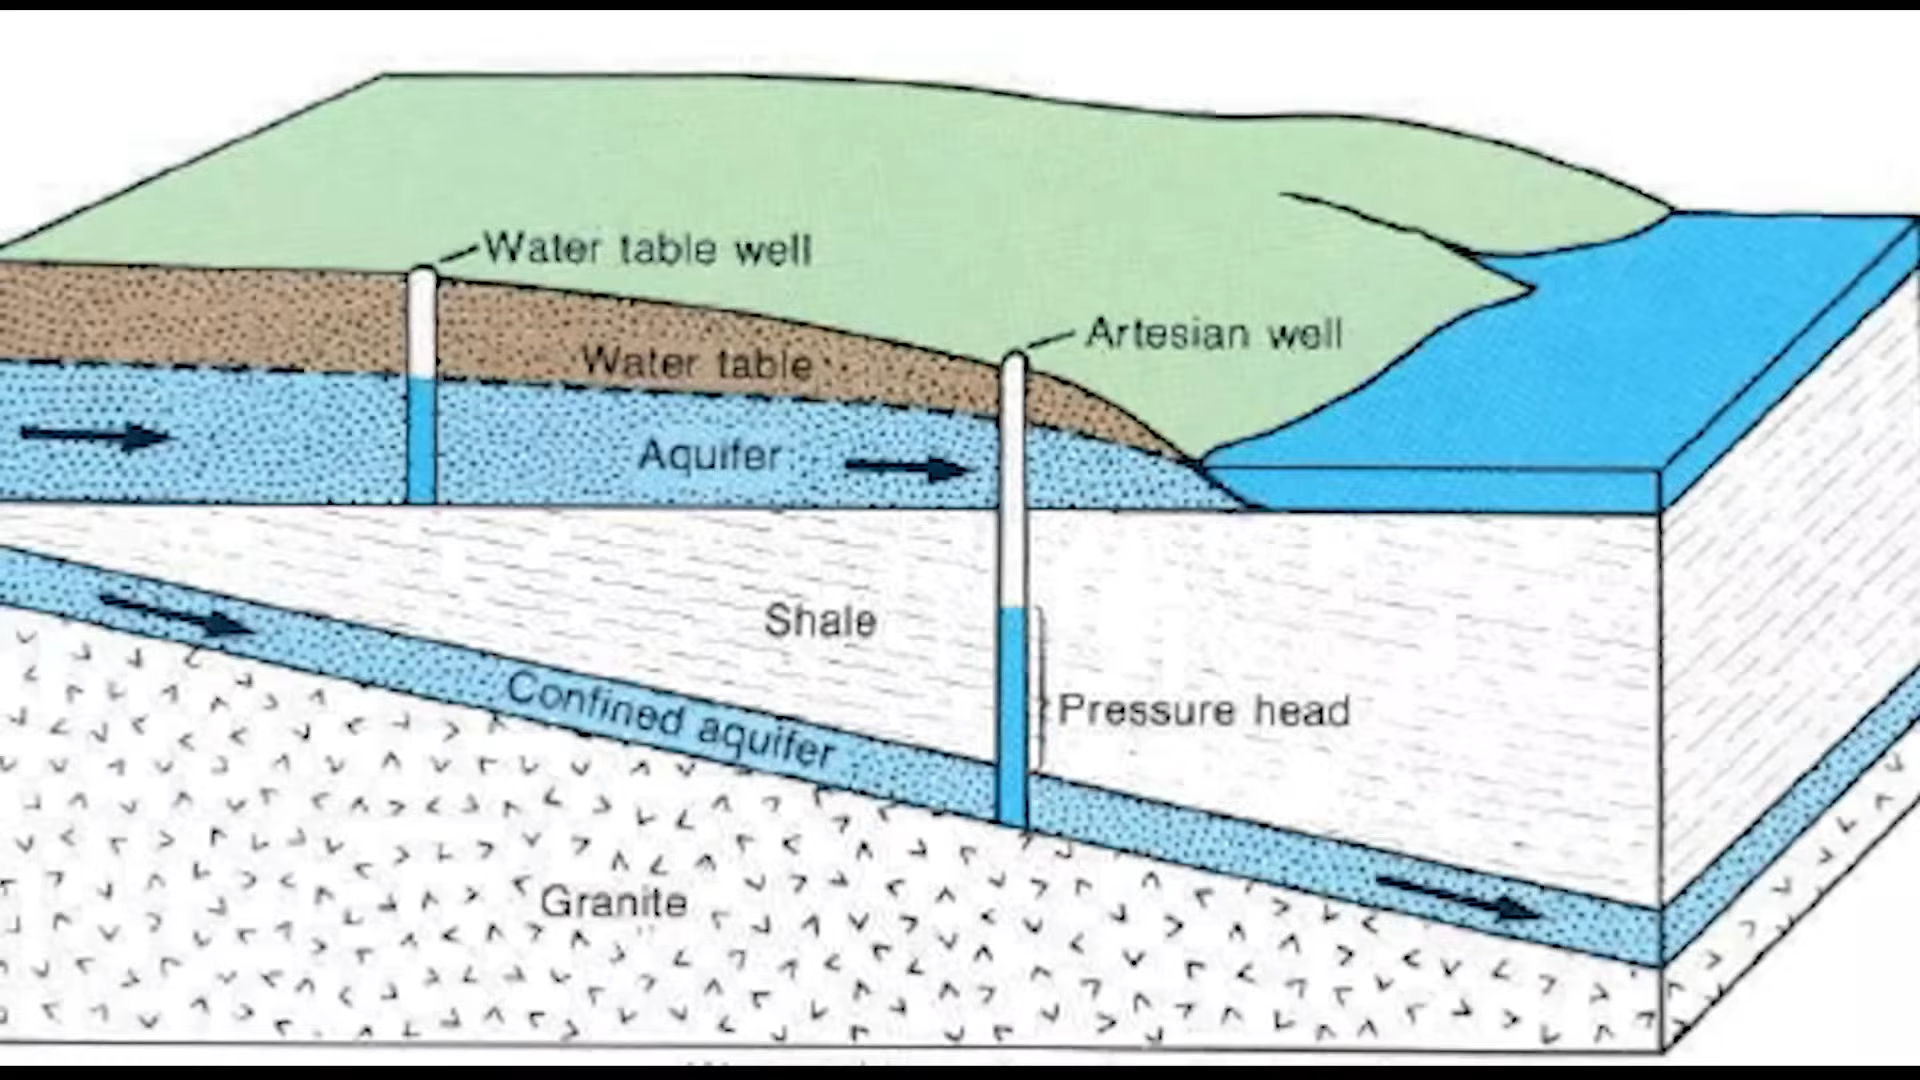 Water table well
Artesian well
Water table
Aquifer
Shale
Confined aquifer
Pressure head
Granite